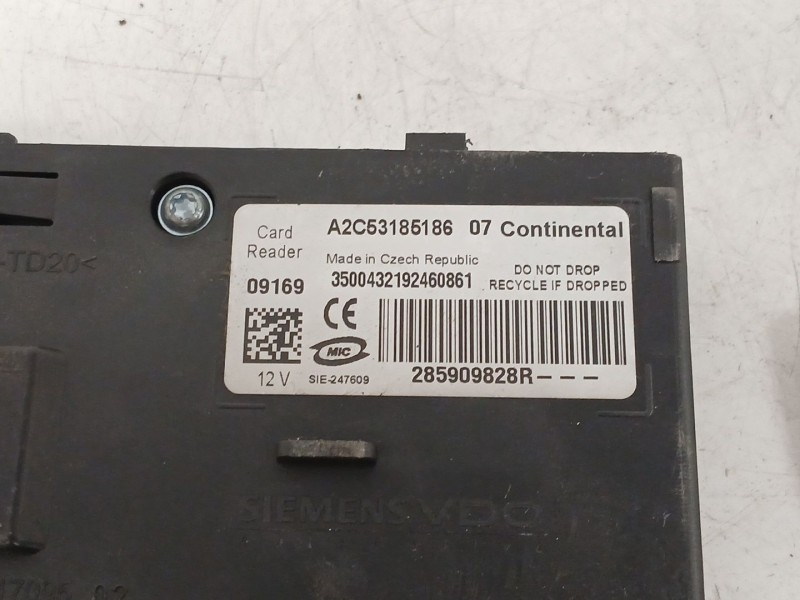 Card Reader
A2C53185186 07 Continental
Made in Czech Republic
09169
3500432192460861
DO NOT DROP
RECYCLE IF DROPPED
CE
MIC
12 V
SIE-247609
285909828R---
-TD20<
SIEMENS VDO